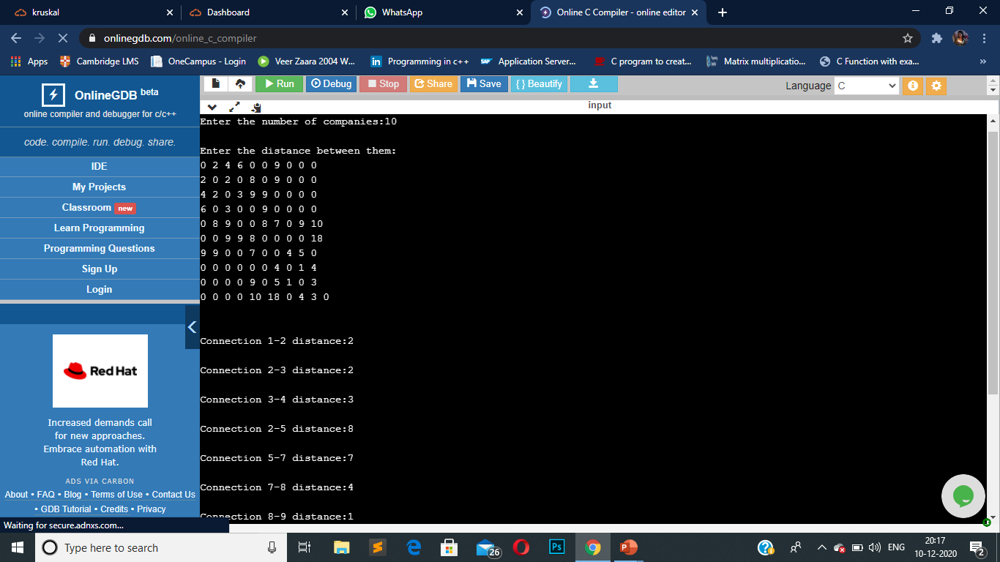 kruskal
Dashboard
WhatsApp
Online C Compiler - online editor
onlinegdb.com/online_c_compiler
Apps
Cambridge LMS
OneCampus - Login
Veer Zaara 2004 W...
Programming in c++
Application Server...
C program to creat...
Matrix multiplicatio...
C Function with exa...
»
OnlineGDB beta
online compiler and debugger for c/c++
code. compile. run. debug. share.
IDE
My Projects
Classroom new
Learn Programming
Programming Questions
Sign Up
Login
Red Hat
Increased demands call
for new approaches.
Embrace automation with
Red Hat.
ADS VIA CARBON
About • FAQ • Blog • Terms of Use • Contact Us
• GDB Tutorial • Credits • Privacy
Waiting for secure.adnxs.com...
Run
Debug
Stop
Share
Save
{ } Beautify
Language C
input
Enter the number of companies:10
Enter the distance between them:
0 2 4 6 0 0 9 0 0 0
2 0 2 0 8 0 9 0 0 0
4 2 0 3 9 9 0 0 0 0
6 0 3 0 0 9 0 0 0 0
0 8 9 0 0 8 7 0 9 10
0 0 9 9 8 0 0 0 0 18
9 9 0 0 7 0 0 4 5 0
0 0 0 0 0 0 4 0 1 4
0 0 0 0 9 0 5 1 0 3
0 0 0 0 10 18 0 4 3 0
Connection 1-2 distance:2
Connection 2-3 distance:2
Connection 3-4 distance:3
Connection 2-5 distance:8
Connection 5-7 distance:7
Connection 7-8 distance:4
Connection 8-9 distance:1
Type here to search
26
Ps
ENG
20:17
10-12-2020
2